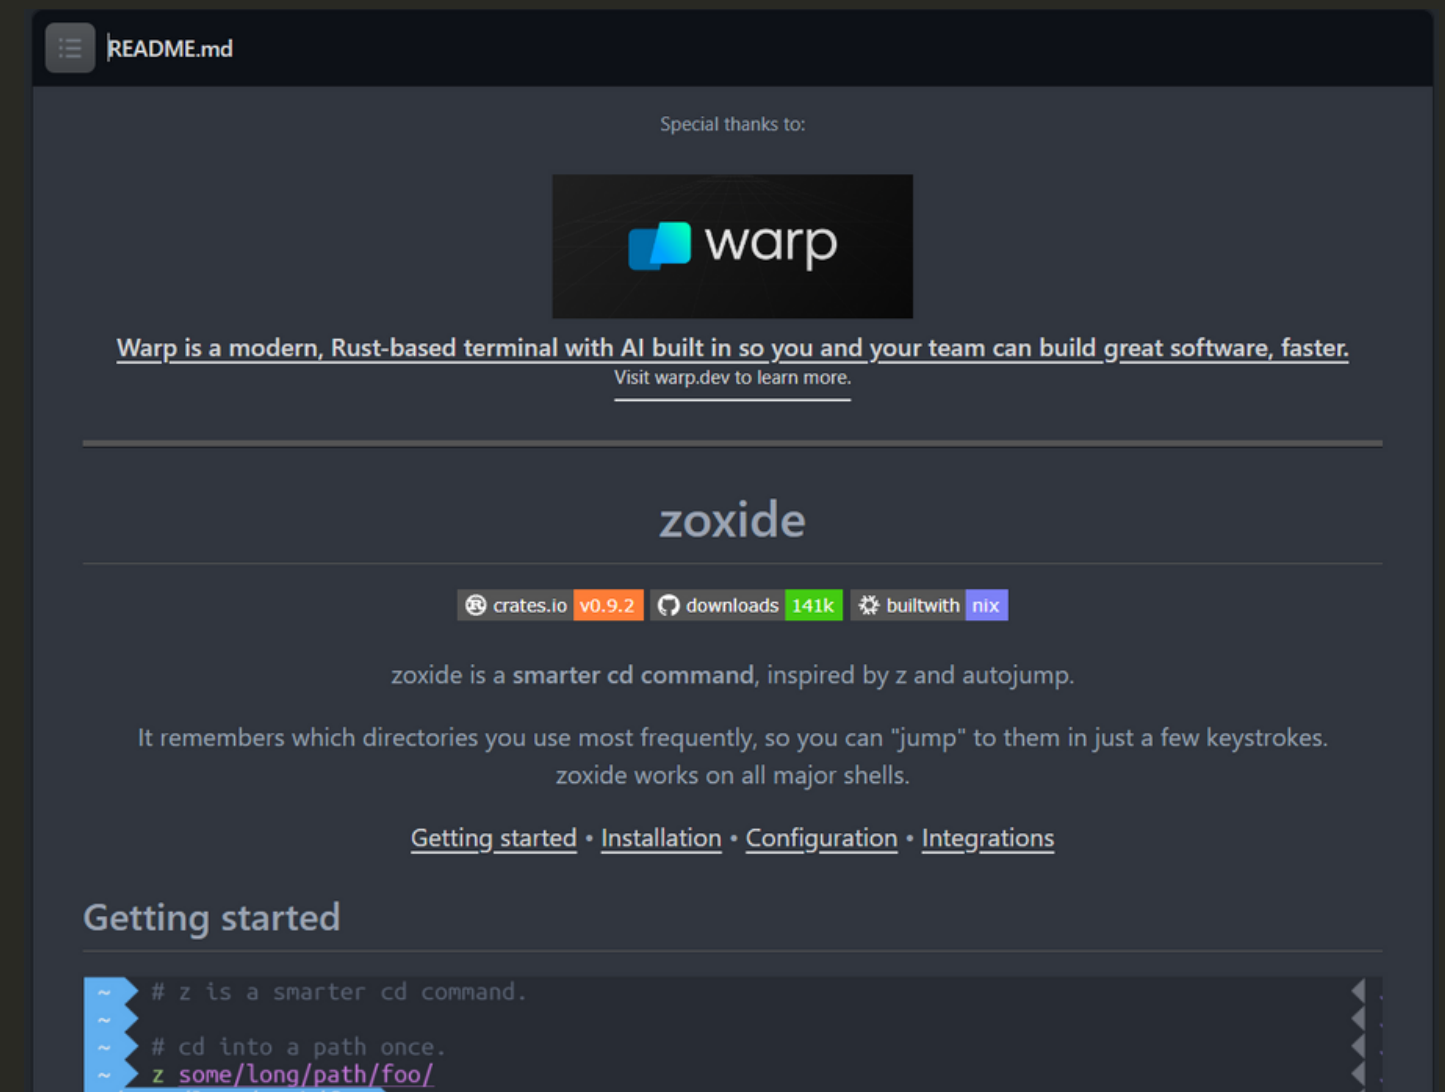 README.md
Special thanks to:
warp
Warp is a modern, Rust-based terminal with AI built in so you and your team can build great software, faster.
Visit warp.dev to learn more.
zoxide
crates.io v0.9.2 downloads 141k builtwith nix
zoxide is a smarter cd command, inspired by z and autojump.
It remembers which directories you use most frequently, so you can "jump" to them in just a few keystrokes.
zoxide works on all major shells.
Getting started • Installation • Configuration • Integrations
Getting started
~ # z is a smarter cd command.
~
~ # cd into a path once.
~ z some/long/path/foo/